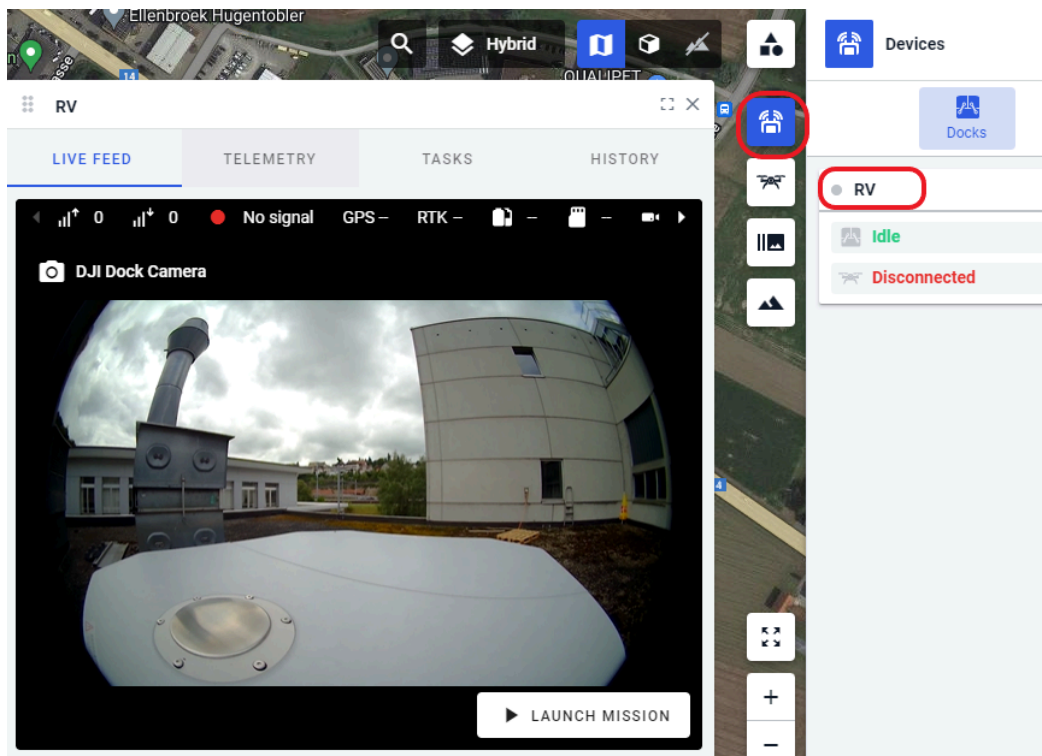 Ellenbroek Hugentobler
Hybrid
14
QUALIPET
Devices
Docks
RV
LIVE FEED
TELEMETRY
TASKS
HISTORY
0
0
No signal
GPS –
RTK –
–
–
DJI Dock Camera
LAUNCH MISSION
4
RV
Idle
Disconnected
+
–